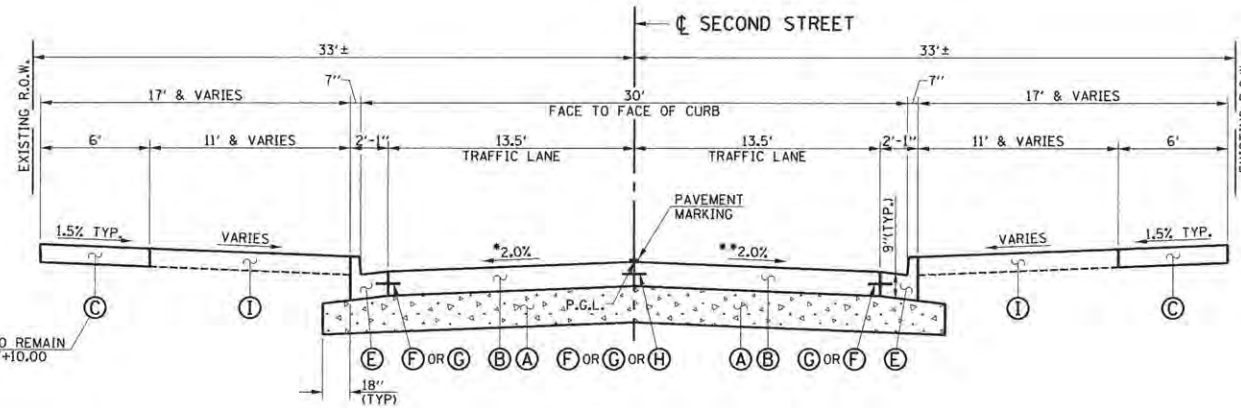 ℄ SECOND STREET
33'± 33'±
EXISTING R.O.W.
17' & VARIES 7" 30' 7" 17' & VARIES
FACE TO FACE OF CURB
6' 11' & VARIES 2'-1" 13.5' 13.5' 2'-1" 11' & VARIES 6'
TRAFFIC LANE TRAFFIC LANE
PAVEMENT
MARKING
9"(TYP.)
1.5% TYP. VARIES *2.0% **2.0% VARIES 1.5% TYP.
P.G.L.
C I I C
O REMAIN
+10.00
E F OR G B A F OR G OR H A B G OR F E
18"
(TYP)